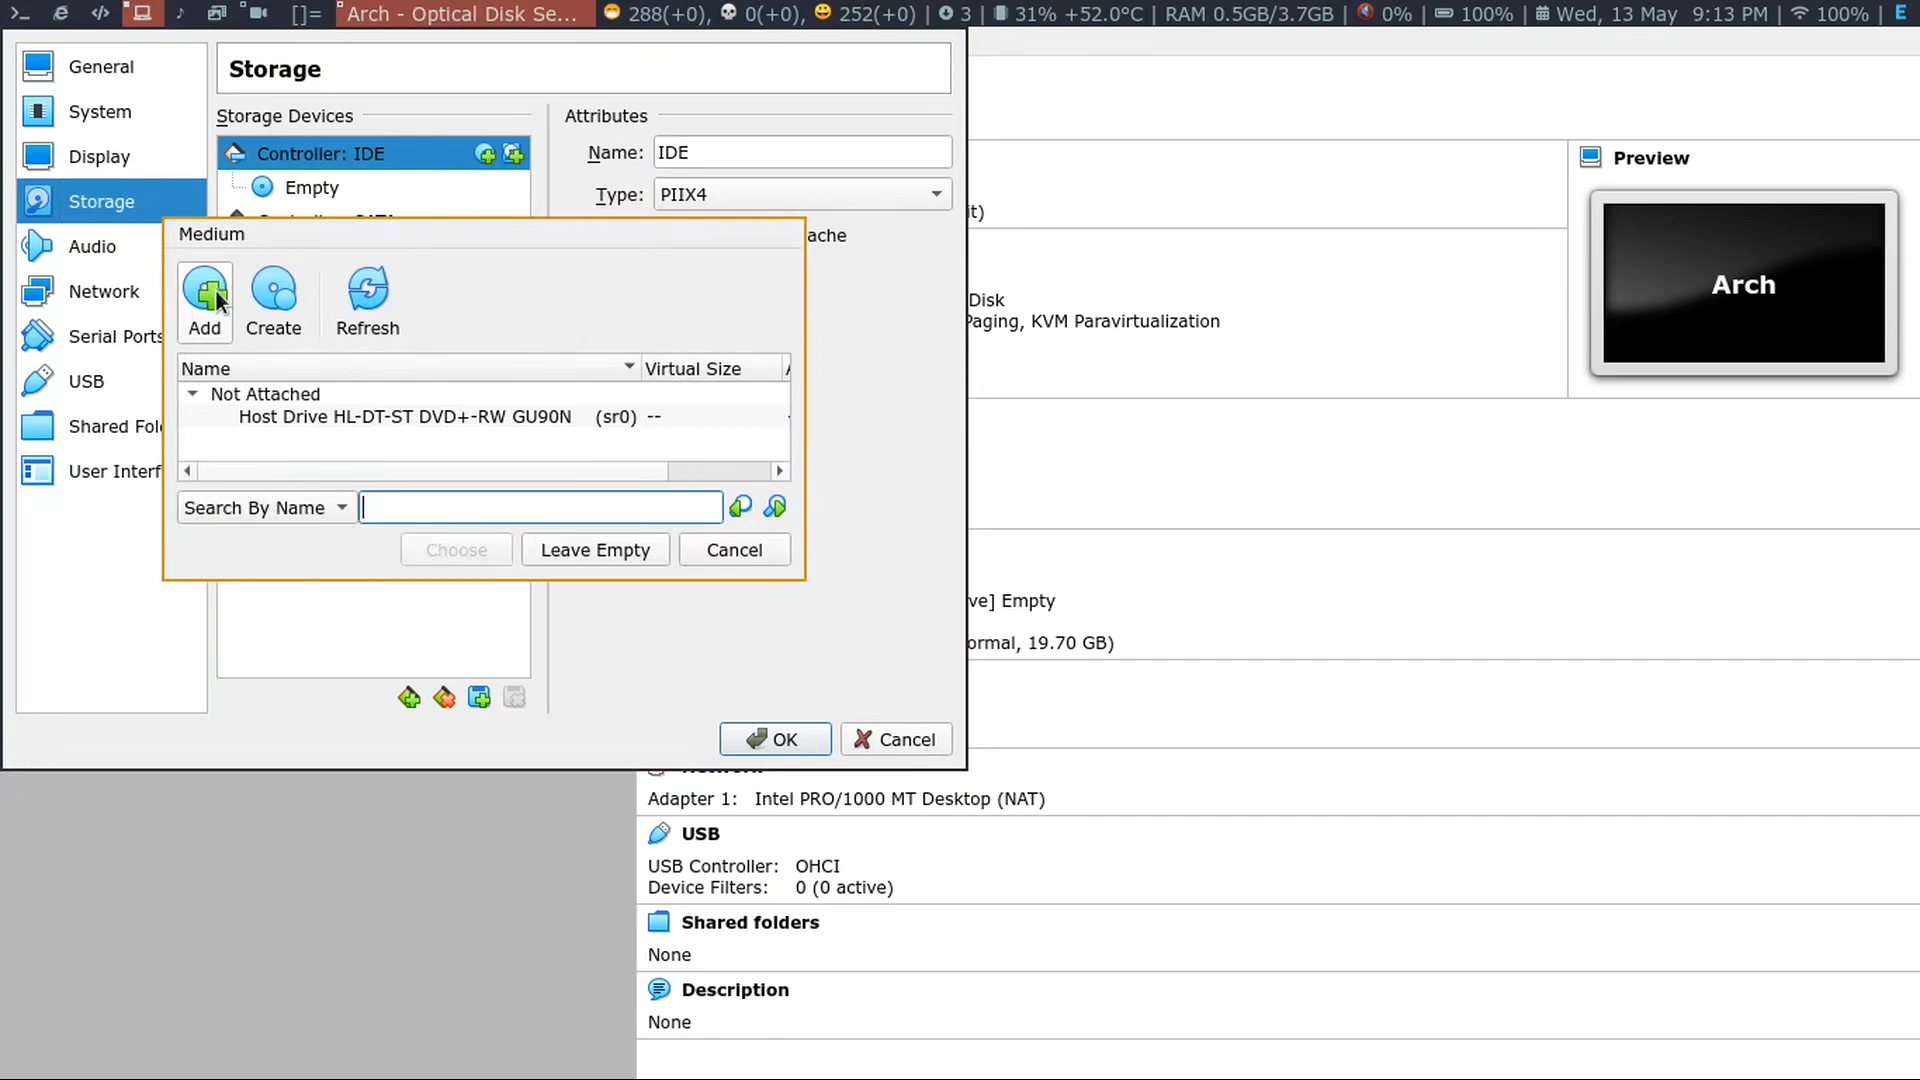 >_ </> []= Arch - Optical Disk Se... 288(+0), 0(+0), 252(+0) | 3 | 31% +52.0°C | RAM 0.5GB/3.7GB | 0% | 100% | Wed, 13 May 9:13 PM | 100% | E
General
System
Display
Storage
Audio
Network
Serial Ports
USB
Shared Fol
User Interf
Storage
Storage Devices
Controller: IDE
Empty
Attributes
Name: IDE
Type: PIIX4
ache
Medium
Add
Create
Refresh
Name Virtual Size
Not Attached
Host Drive HL-DT-ST DVD+-RW GU90N (sr0) --
Search By Name
Choose
Leave Empty
Cancel
OK
Cancel
Preview
Arch
it)
Disk
Paging, KVM Paravirtualization
ve] Empty
ormal, 19.70 GB)
Adapter 1: Intel PRO/1000 MT Desktop (NAT)
USB
USB Controller: OHCI
Device Filters: 0 (0 active)
Shared folders
None
Description
None